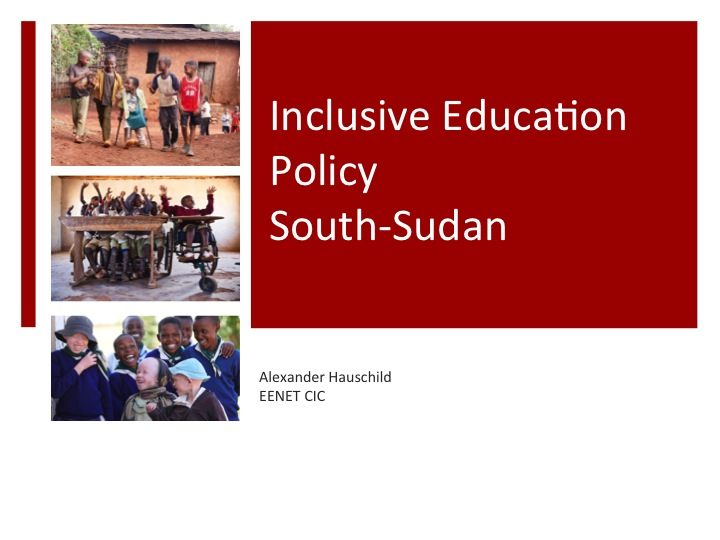 Inclusive Education
Policy
South-Sudan
Alexander Hauschild
EENET CIC